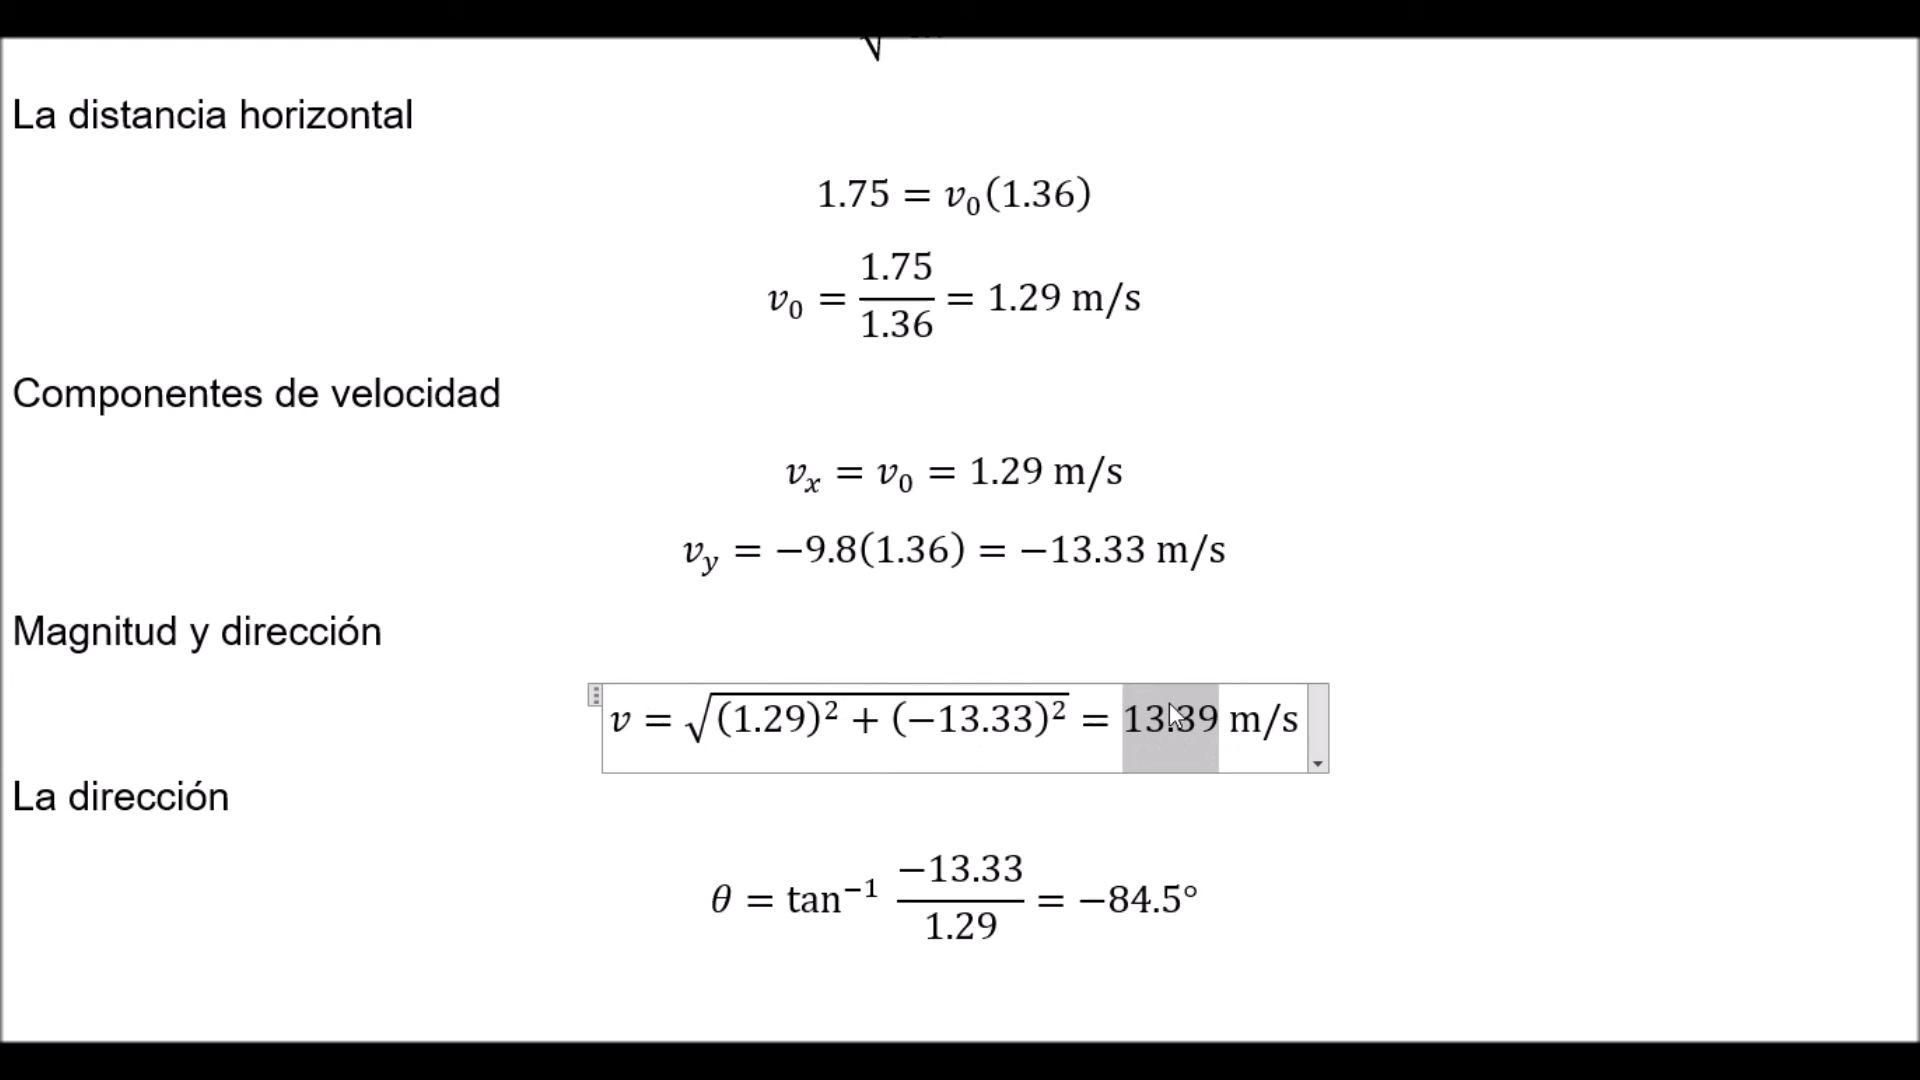 La distancia horizontal
1.75 = v₀(1.36)
v₀ = 1.75/1.36 = 1.29 m/s
Componentes de velocidad
vₓ = v₀ = 1.29 m/s
v_y = −9.8(1.36) = −13.33 m/s
Magnitud y dirección
v = √((1.29)² + (−13.33)²) = 13.39 m/s
La dirección
θ = tan⁻¹ −13.33/1.29 = −84.5°